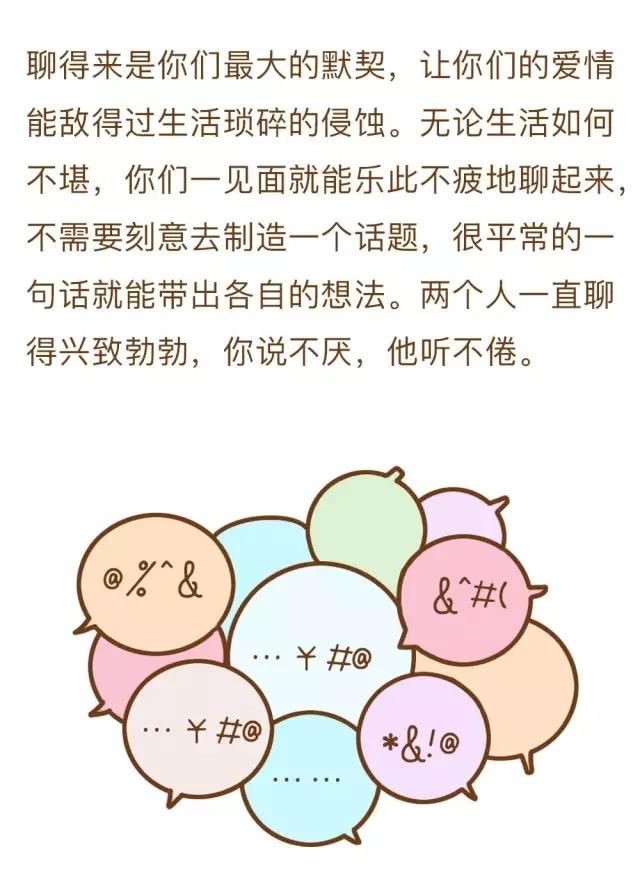 聊得来是你们最大的默契，让你们的爱情
能敌得过生活琐碎的侵蚀。无论生活如何
不堪，你们一见面就能乐此不疲地聊起来，
不需要刻意去制造一个话题，很平常的一
句话就能带出各自的想法。两个人一直聊
得兴致勃勃，你说不厌，他听不倦。
@%^&
&^#(
…￥#@
…￥#@
*&!@
……